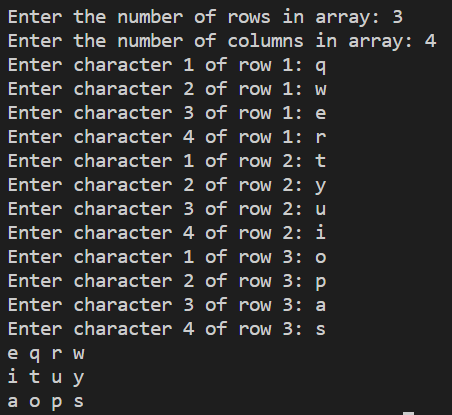 Enter the number of rows in array: 3
Enter the number of columns in array: 4
Enter character 1 of row 1: q
Enter character 2 of row 1: w
Enter character 3 of row 1: e
Enter character 4 of row 1: r
Enter character 1 of row 2: t
Enter character 2 of row 2: y
Enter character 3 of row 2: u
Enter character 4 of row 2: i
Enter character 1 of row 3: o
Enter character 2 of row 3: p
Enter character 3 of row 3: a
Enter character 4 of row 3: s
e q r w
i t u y
a o p s